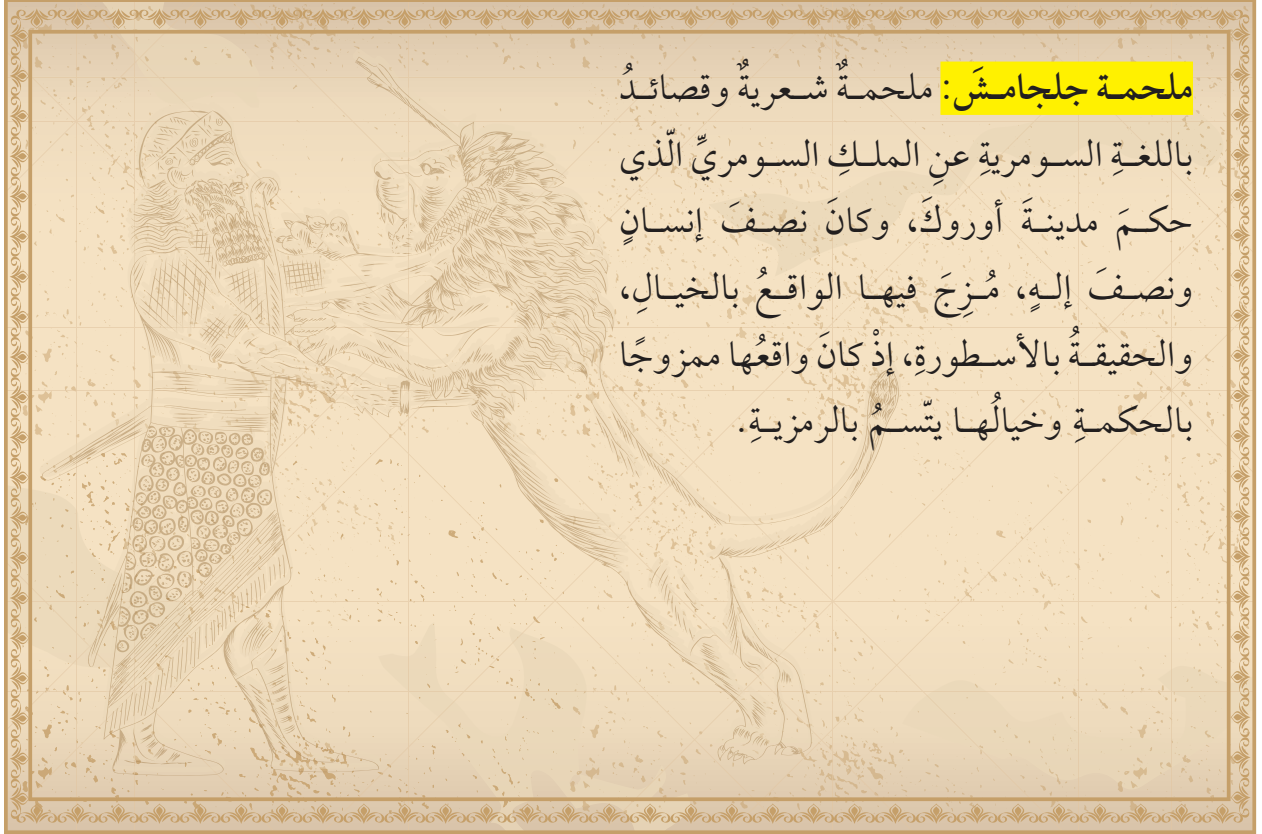 ملحمة جلجامشَ: ملحمةٌ شعريةٌ وقصائدُ
باللغةِ السومريةِ عنِ الملكِ السومريِّ الّذي
حكمَ مدينةَ أوروكَ، وكانَ نصفَ إنسانٍ
ونصفَ إلهٍ، مُزِجَ فيها الواقعُ بالخيالِ،
والحقيقةُ بالأسطورةِ، إذْ كانَ واقعُها ممزوجًا
بالحكمةِ وخيالُها يتّسمُ بالرمزيةِ.